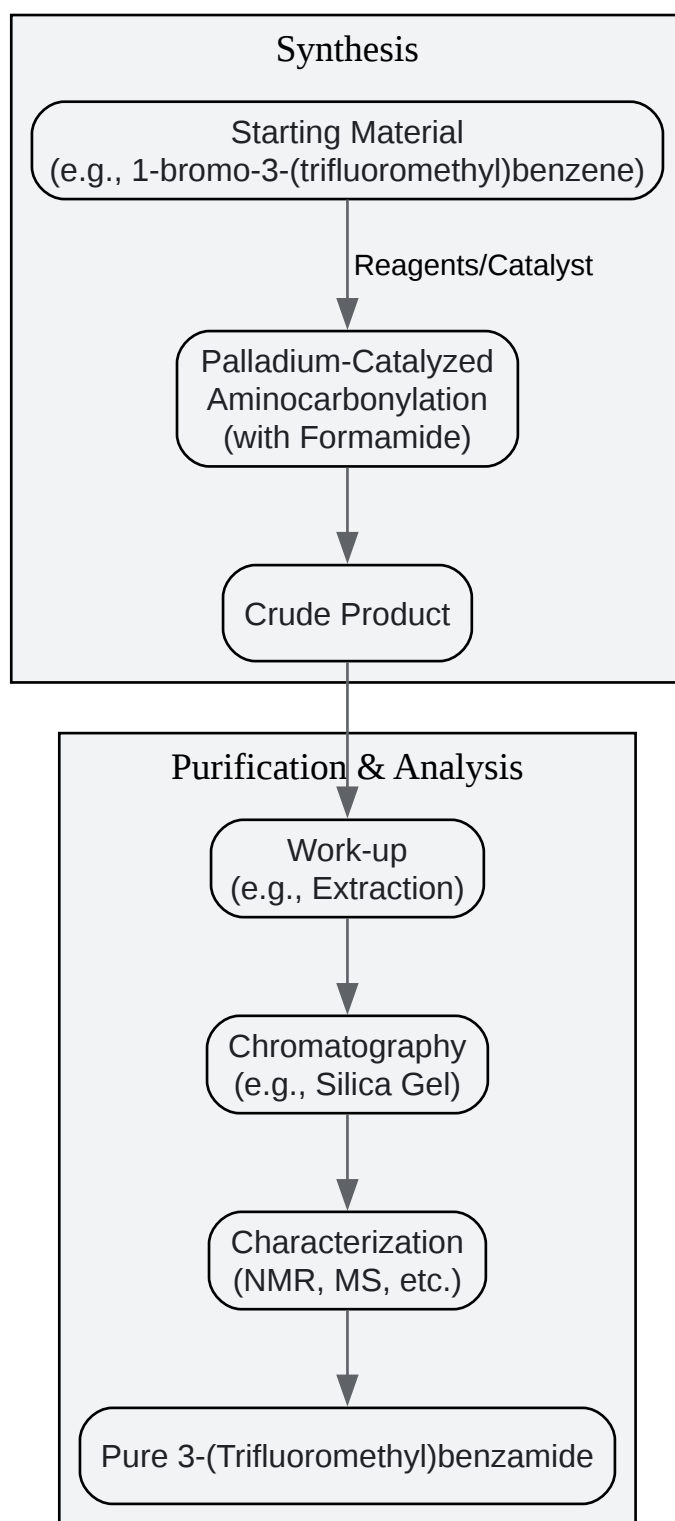 Synthesis
Starting Material
(e.g., 1-bromo-3-(trifluoromethyl)benzene)
Reagents/Catalyst
Palladium-Catalyzed
Aminocarbonylation
(with Formamide)
Crude Product
Purification & Analysis
Work-up
(e.g., Extraction)
Chromatography
(e.g., Silica Gel)
Characterization
(NMR, MS, etc.)
Pure 3-(Trifluoromethyl)benzamide